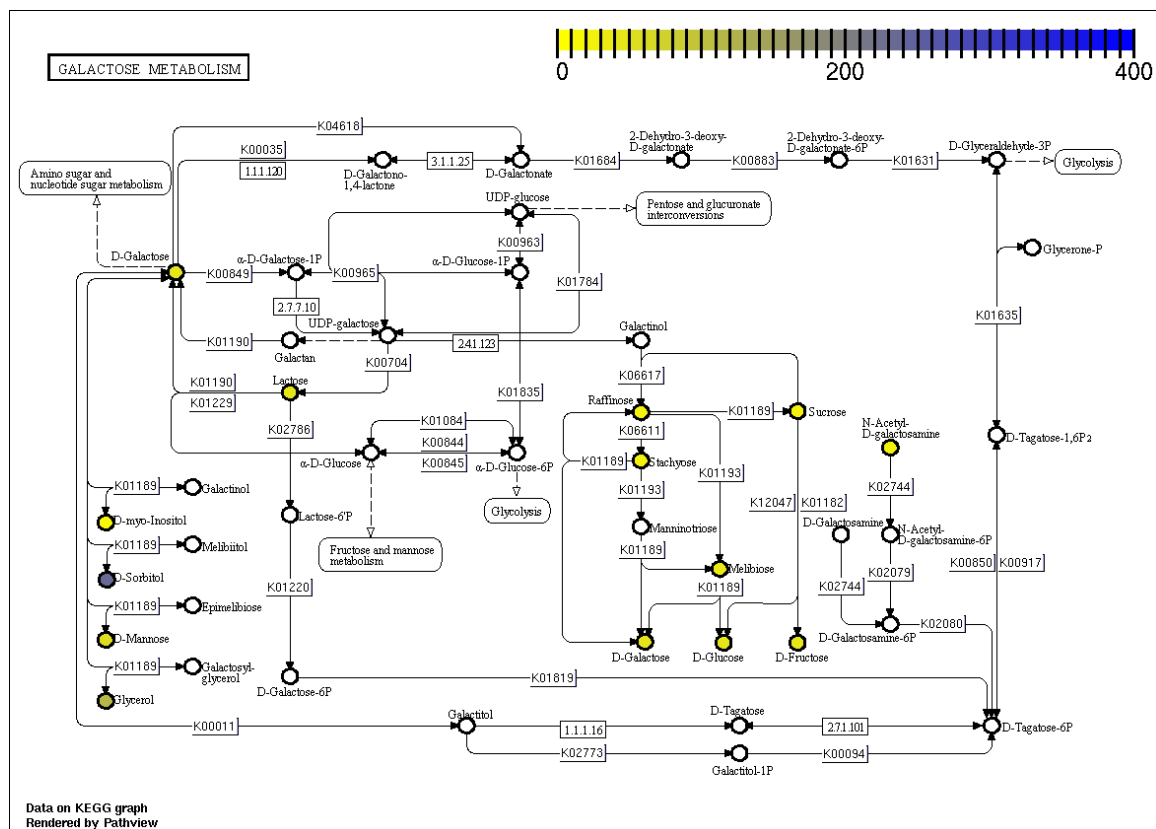 GALACTOSE METABOLISM
0
200
400
K04618
K00035
1.1.1.120
D-Galactono-
1,4-lactone
3.1.1.25
D-Galactonate
K01684
2-Dehydro-3-deoxy-
D-galactonate
K00883
2-Dehydro-3-deoxy-
D-galactonate-6P
K01631
D-Glyceraldehyde-3P
Glycolysis
Amino sugar and
nucleotide sugar metabolism
UDP-glucose
Pentose and glucuronate
interconversions
K00963
D-Galactose
K00849
α-D-Galactose-1P
K00965
α-D-Glucose-1P
K01784
Glycerone-P
2.7.7.10
UDP-galactose
K01635
K01190
Galactan
2.4.1.123
Galactinol
K00704
K01190
K01229
Lactose
K01835
K06617
K02786
Raffinose
K01189
Sucrose
K01084
K00844
K00845
α-D-Glucose
α-D-Glucose-6P
K06611
K01189
Stachyose
K01193
N-Acetyl-
D-galactosamine
D-Tagatose-1,6P2
K01189
Galactinol
D-myo-Inositol
K01193
K02744
Lactose-6'P
Glycolysis
K12047
K01182
Manninotriose
D-Galactosamine
N-Acetyl-
D-galactosamine-6P
K01189
Melibiitol
D-Sorbitol
Fructose and mannose
metabolism
K01189
Melibiose
K00850
K00917
K01220
K01189
K02744
K02079
K01189
Epimelibiose
D-Mannose
D-Galactosamine-6P
K02080
D-Galactose
D-Glucose
D-Fructose
K01189
Galactosyl-
glycerol
Glycerol
D-Galactose-6P
K01819
K00011
Galactitol
1.1.1.16
D-Tagatose
2.7.1.101
D-Tagatose-6P
K02773
Galactitol-1P
K00094
Data on KEGG graph
Rendered by Pathview